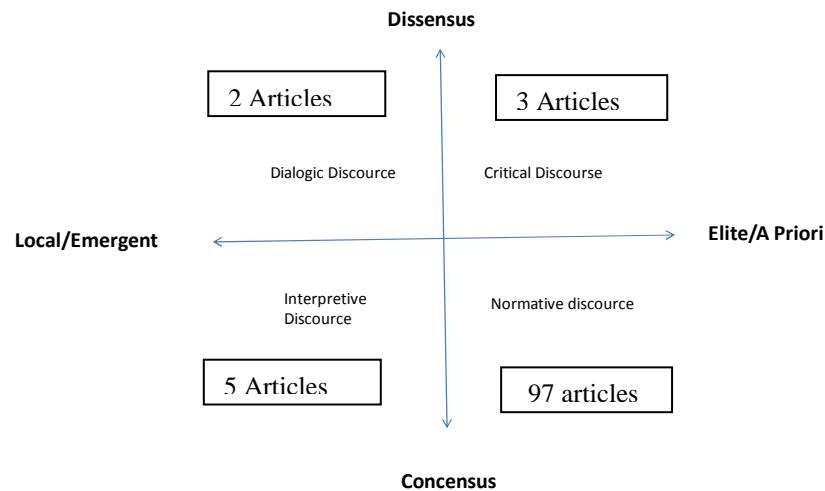 Dissensus
2 Articles
3 Articles
Dialogic Discource
Critical Discourse
Local/Emergent
Elite/A Priori
Interpretive
Discource
Normative discource
5 Articles
97 articles
Concensus